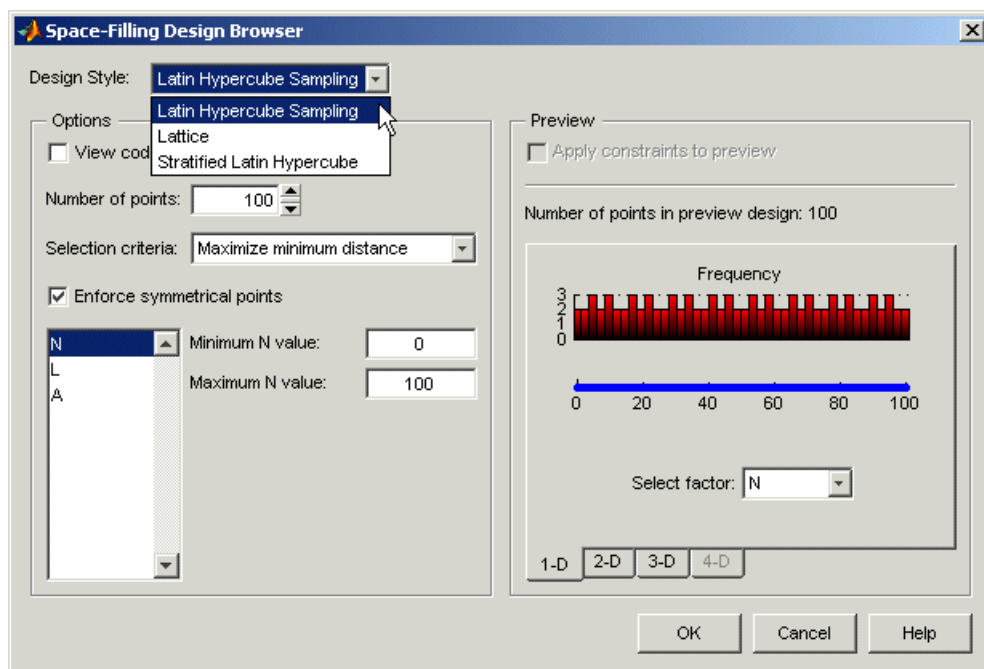 Space-Filling Design Browser
Design Style: Latin Hypercube Sampling
Latin Hypercube Sampling
Lattice
Stratified Latin Hypercube
Options
View cod
Number of points: 100
Selection criteria: Maximize minimum distance
Enforce symmetrical points
N
L
A
Minimum N value: 0
Maximum N value: 100
Preview
Apply constraints to preview
Number of points in preview design: 100
Frequency
3
2
1
0
0 20 40 60 80 100
Select factor: N
1-D 2-D 3-D 4-D
OK Cancel Help